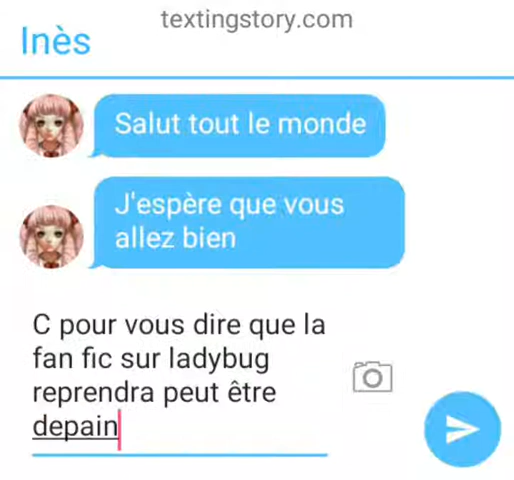 textingstory.com
Inès
Salut tout le monde
J'espère que vous
allez bien
C pour vous dire que la
fan fic sur ladybug
reprendra peut être
depain